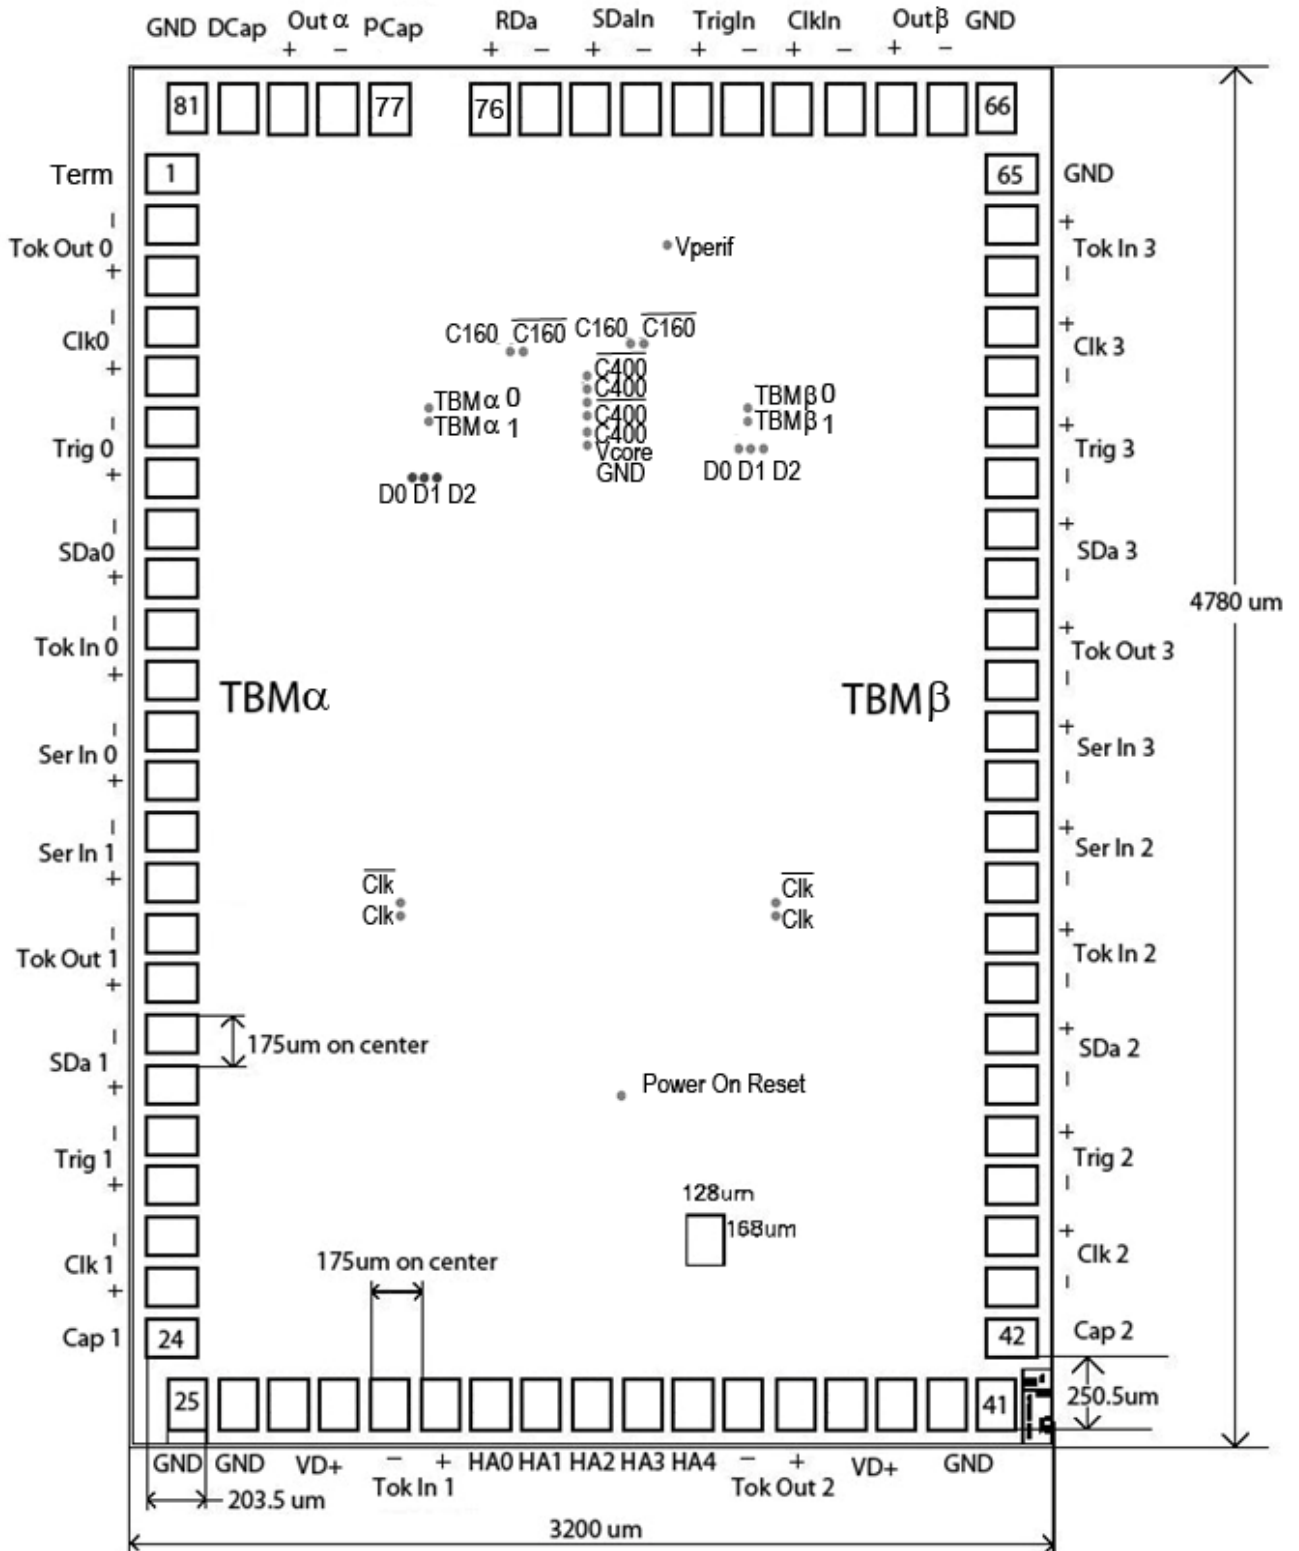 GND DCap Out α PCap RDa SDaIn TrigIn ClkIn Out β GND
+ − + − + − + − + − + −
81 77 76 66
Term 1 65 GND
− +
Tok Out 0 Vperif Tok In 3
+ −
− +
C160 C160 C160 C160
Clk0 Clk 3
+ C400 −
C400
TBMα 0 C400 TBMβ 0
TBMα 1 C400 TBMβ 1
− +
Trig 0 Vcore Trig 3
+ GND −
D0 D1 D2 D0 D1 D2
− +
SDa0 SDa 3
+ −
4780 um
− +
Tok In 0 Tok Out 3
+ −
TBMα TBMβ
− +
Ser In 0 Ser In 3
+ −
− +
Ser In 1 Ser In 2
+ −
Clk Clk
Clk Clk
− +
Tok Out 1 Tok In 2
+ −
− +
175um on center
SDa 1 SDa 2
+ −
Power On Reset
− +
Trig 1 Trig 2
+ −
128um
168um
− +
Clk 1 Clk 2
175um on center
+ −
Cap 1 24 42 Cap 2
25 41 250.5um
GND GND VD+ − + HA0 HA1 HA2 HA3 HA4 − + VD+ GND
Tok In 1 Tok Out 2
203.5 um
3200 um